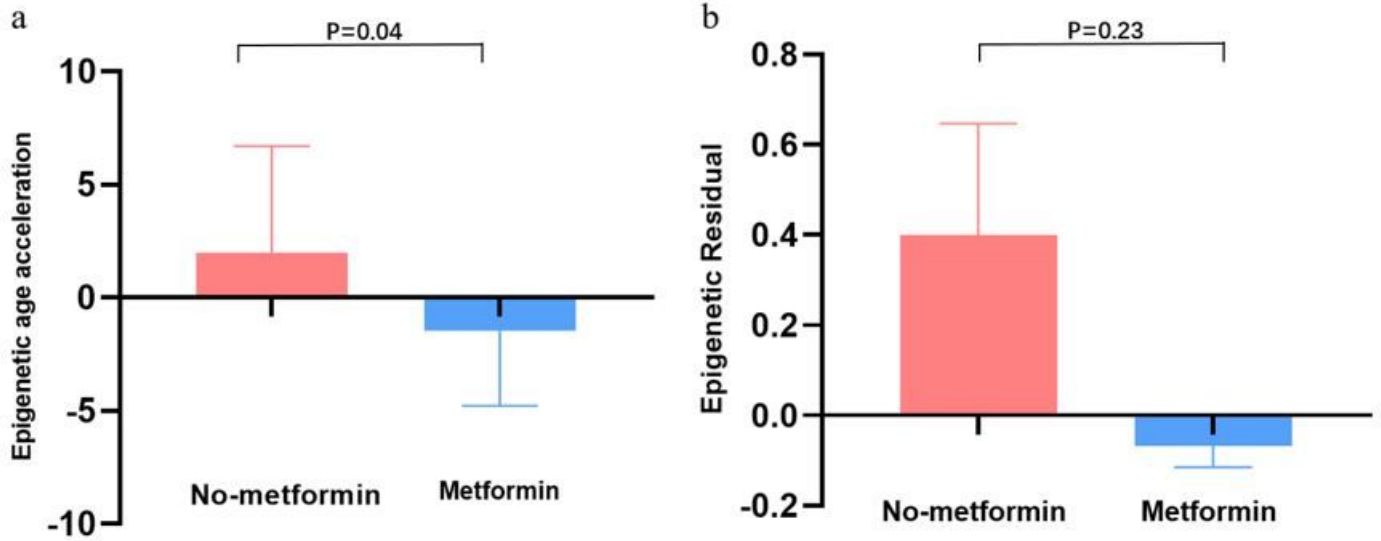 a
P=0.04
Epigenetic age acceleration
10
5
0
-5
-10
No-metformin
Metformin
b
P=0.23
Epigenetic Residual
0.8
0.6
0.4
0.2
0.0
-0.2
No-metformin
Metformin